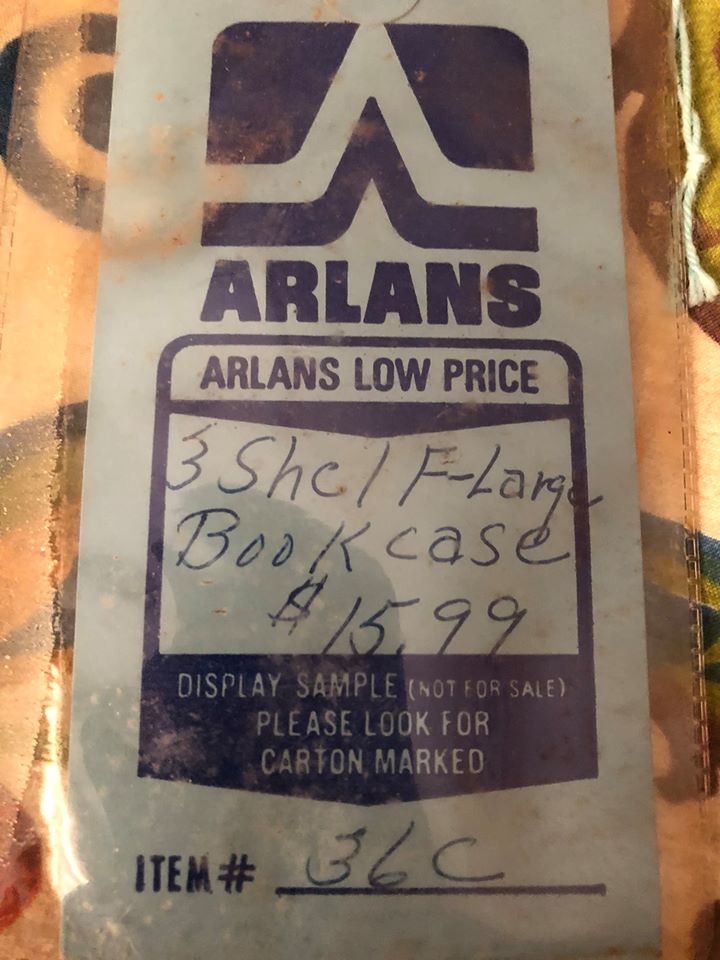 ARLANS
ARLANS LOW PRICE
3 Shelf-Large
Bookcase
$15.99
DISPLAY SAMPLE (NOT FOR SALE)
PLEASE LOOK FOR
CARTON MARKED
ITEM# 36C